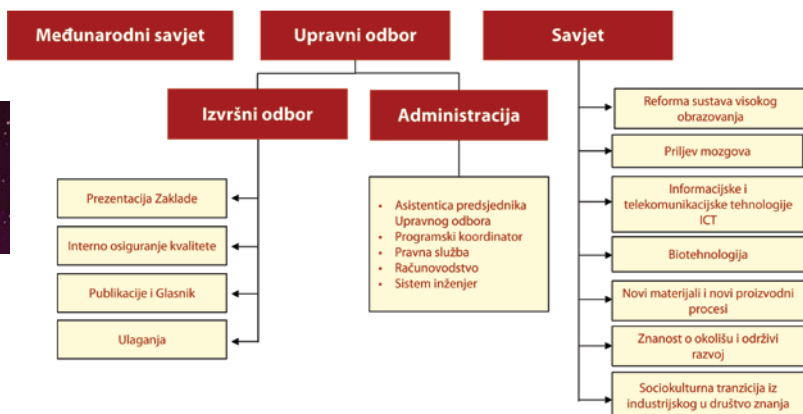 Međunarodni savjet
Upravni odbor
Savjet
Izvršni odbor
Administracija
Prezentacija Zaklade
Interno osiguranje kvalitete
Publikacije i Glasnik
Ulaganja
• Asistentica predsjednika
Upravnog odbora
• Programski koordinator
• Pravna služba
• Računovodstvo
• Sistem inženjer
Reforma sustava visokog
obrazovanja
Priljev mozgova
Informacijske i
telekomunikacijske tehnologije
ICT
Biotehnologija
Novi materijali i novi proizvodni
procesi
Znanost o okolišu i održivi
razvoj
Sociokulturna tranzicija iz
industrijskog u društvo znanja